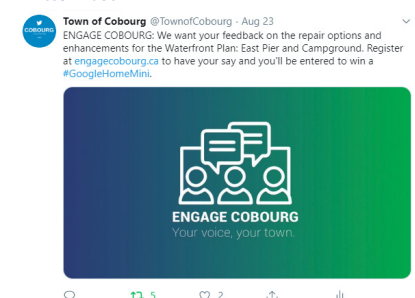 Town of Cobourg @TownofCobourg · Aug 23
ENGAGE COBOURG: We want your feedback on the repair options and
enhancements for the Waterfront Plan: East Pier and Campground. Register
at engagecobourg.ca to have your say and you'll be entered to win a
#GoogleHomeMini.
COBOURG
ENGAGE COBOURG
Your voice, your town.
5
2